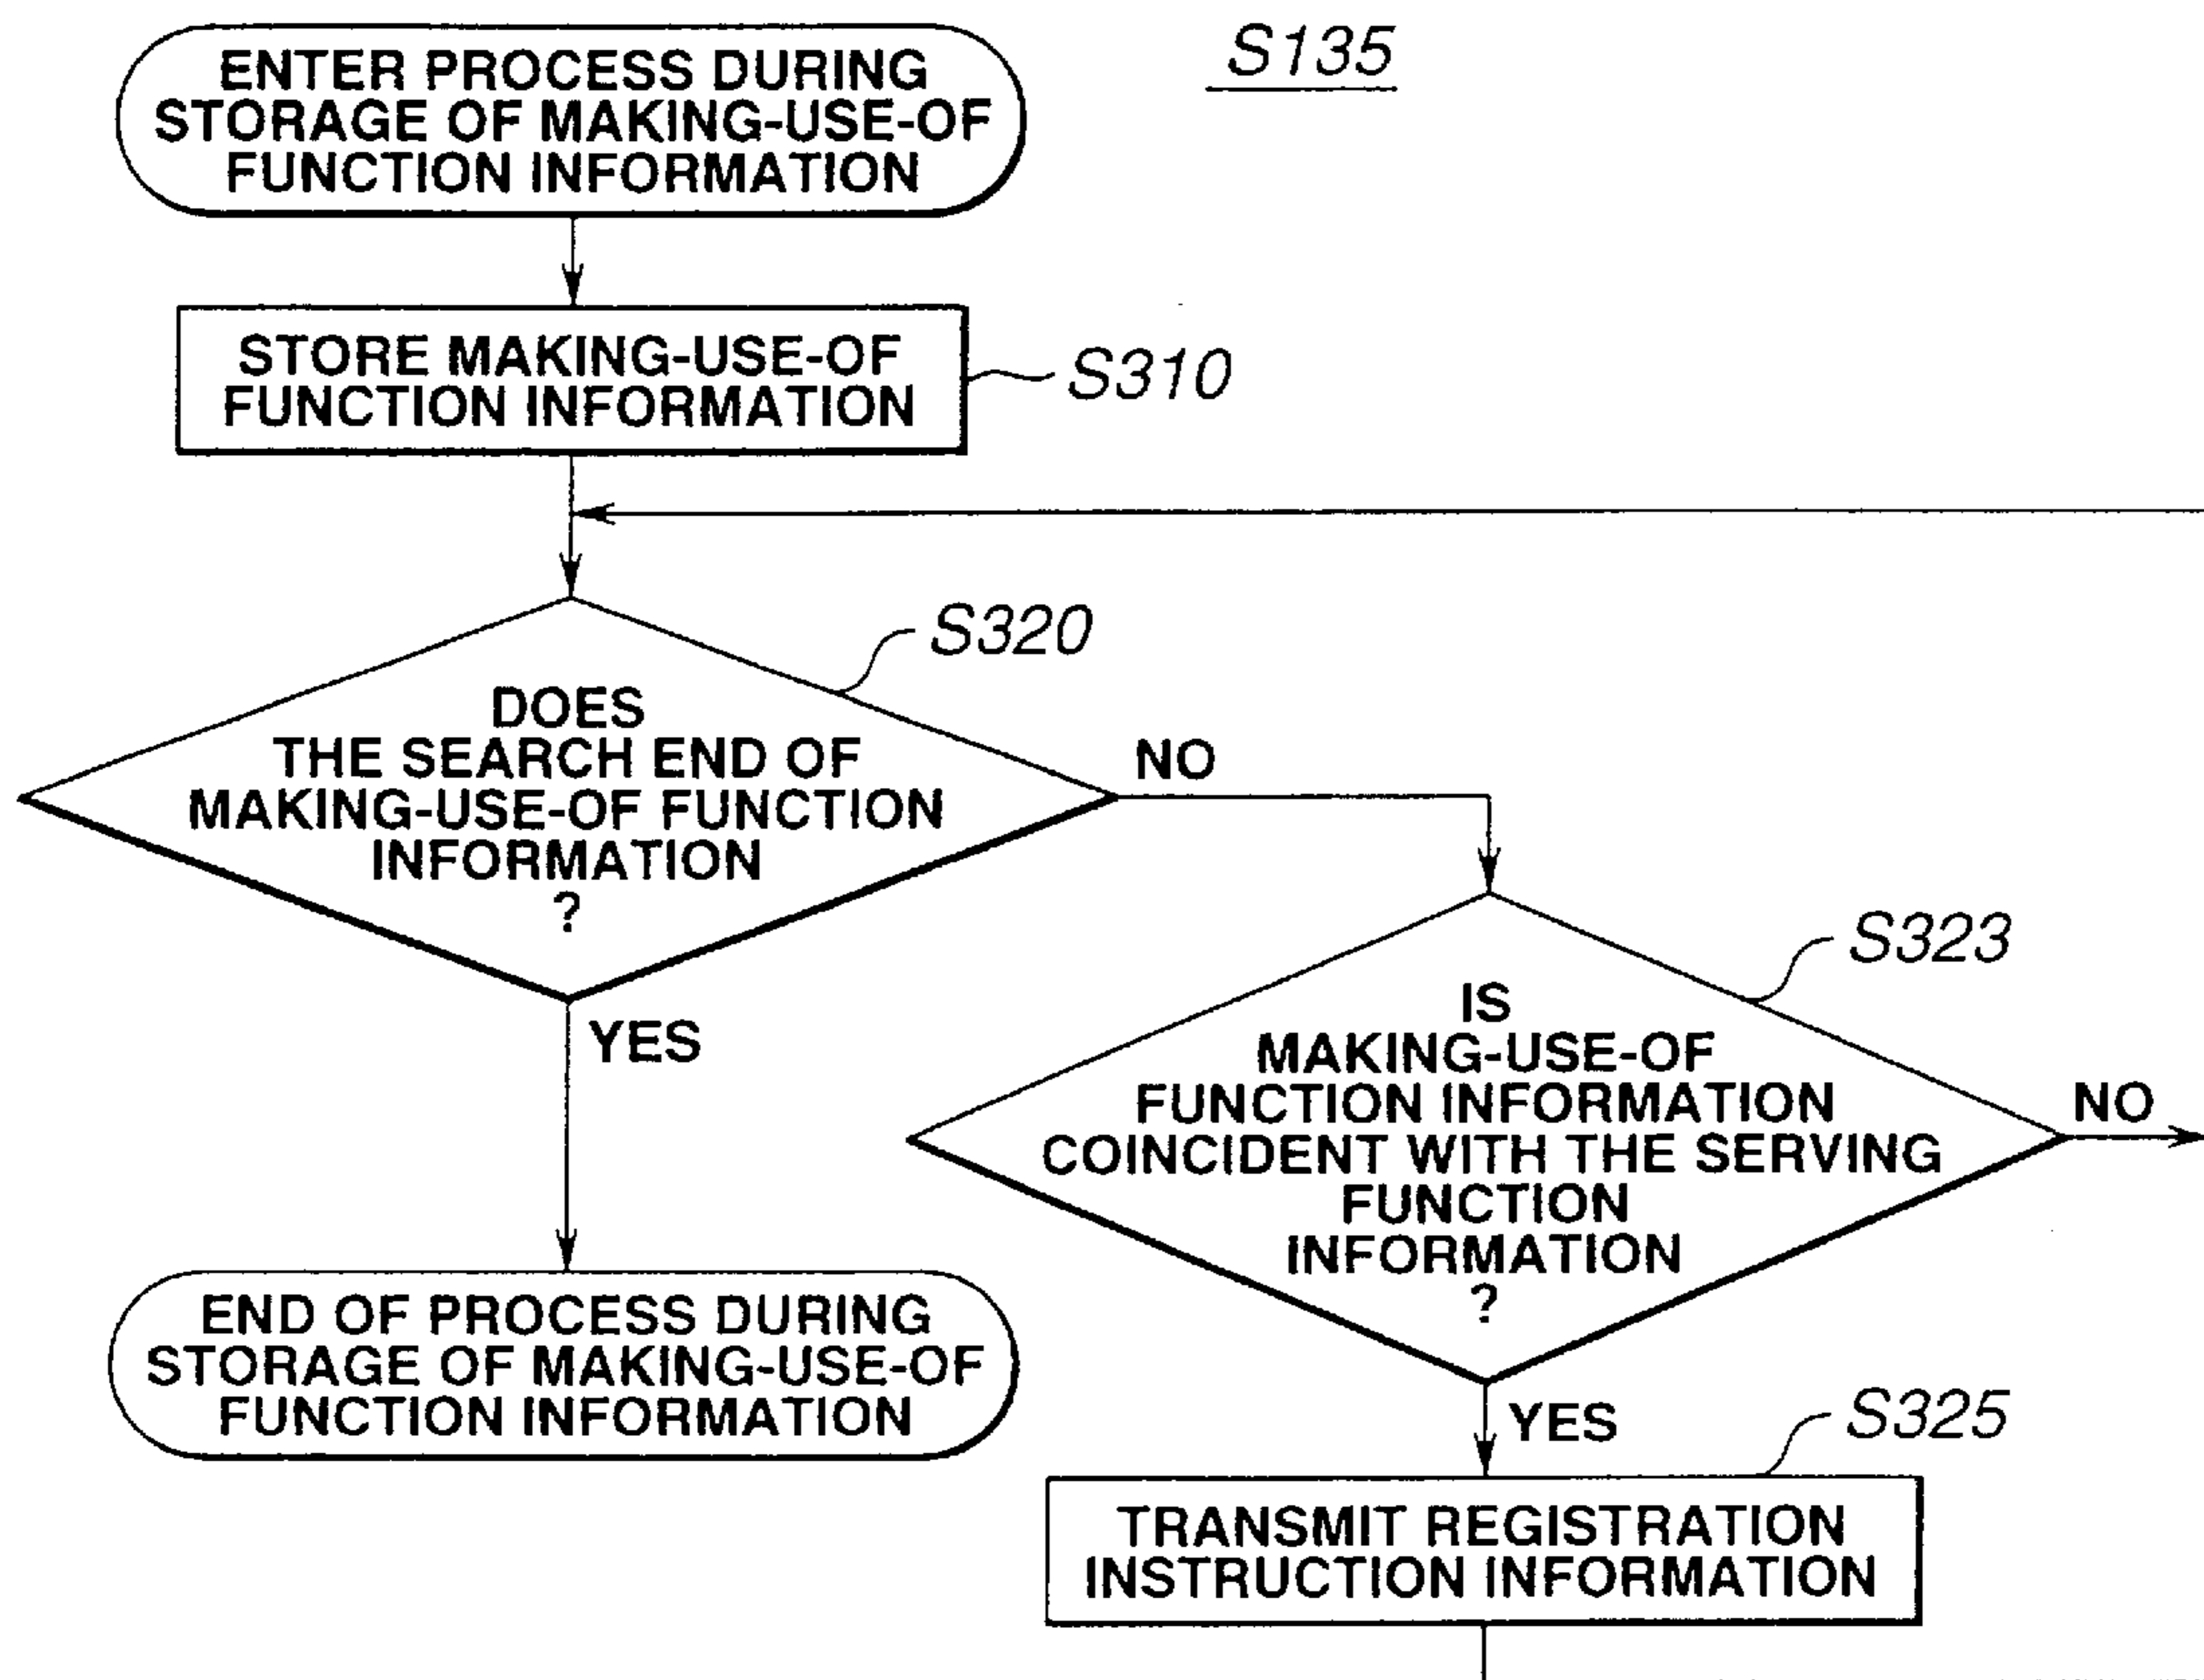 S135
ENTER PROCESS DURING
STORAGE OF MAKING-USE-OF
FUNCTION INFORMATION
STORE MAKING-USE-OF
FUNCTION INFORMATION
S310
S320
DOES
THE SEARCH END OF
MAKING-USE-OF FUNCTION
INFORMATION
?
NO
YES
S323
IS
MAKING-USE-OF
FUNCTION INFORMATION
COINCIDENT WITH THE SERVING
FUNCTION
INFORMATION
?
NO
YES
END OF PROCESS DURING
STORAGE OF MAKING-USE-OF
FUNCTION INFORMATION
S325
TRANSMIT REGISTRATION
INSTRUCTION INFORMATION